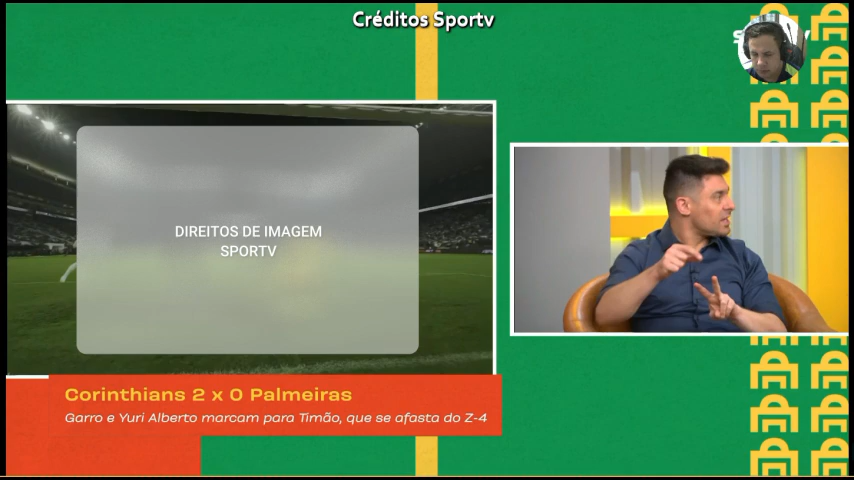 Créditos Sportv
DIREITOS DE IMAGEM
SPORTV
Corinthians 2 x 0 Palmeiras
Garro e Yuri Alberto marcam para Timão, que se afasta do Z-4